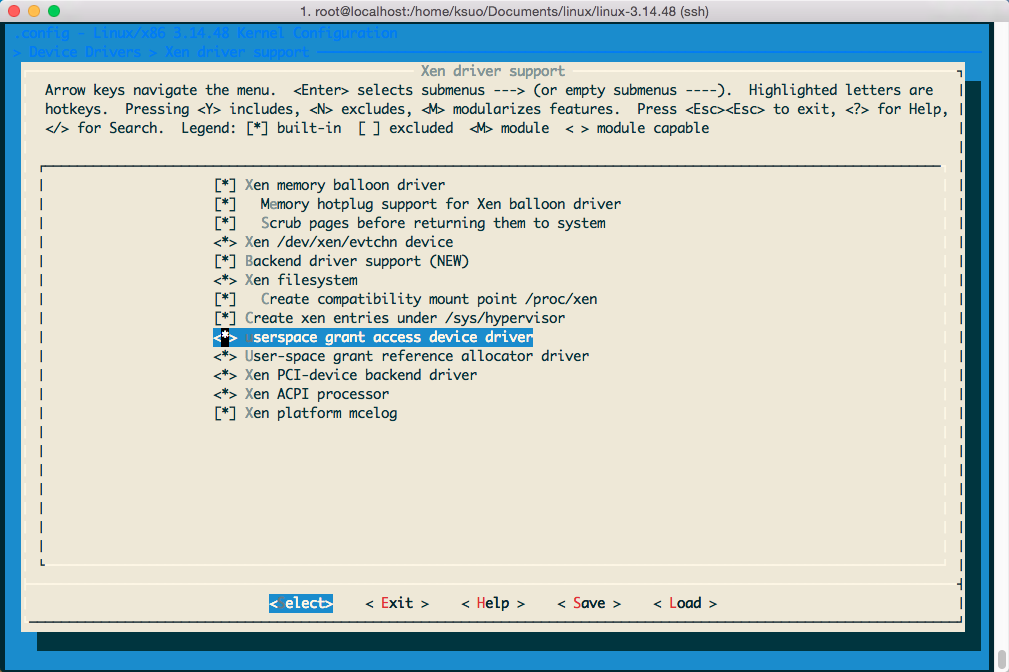 1. root@localhost:/home/ksuo/Documents/linux/linux-3.14.48 (ssh)
.config - Linux/x86 3.14.48 Kernel Configuration
> Device Drivers > Xen driver support
Xen driver support
Arrow keys navigate the menu.  <Enter> selects submenus ---> (or empty submenus ----).  Highlighted letters are
hotkeys.  Pressing <Y> includes, <N> excludes, <M> modularizes features.  Press <Esc><Esc> to exit, <?> for Help,
</> for Search.  Legend: [*] built-in  [ ] excluded  <M> module  < > module capable
[*] Xen memory balloon driver
[*]   Memory hotplug support for Xen balloon driver
[*]   Scrub pages before returning them to system
<*> Xen /dev/xen/evtchn device
[*] Backend driver support (NEW)
<*> Xen filesystem
[*]   Create compatibility mount point /proc/xen
[*] Create xen entries under /sys/hypervisor
<*> userspace grant access device driver
<*> User-space grant reference allocator driver
<*> Xen PCI-device backend driver
<*> Xen ACPI processor
[*] Xen platform mcelog
<Select>    < Exit >    < Help >    < Save >    < Load >